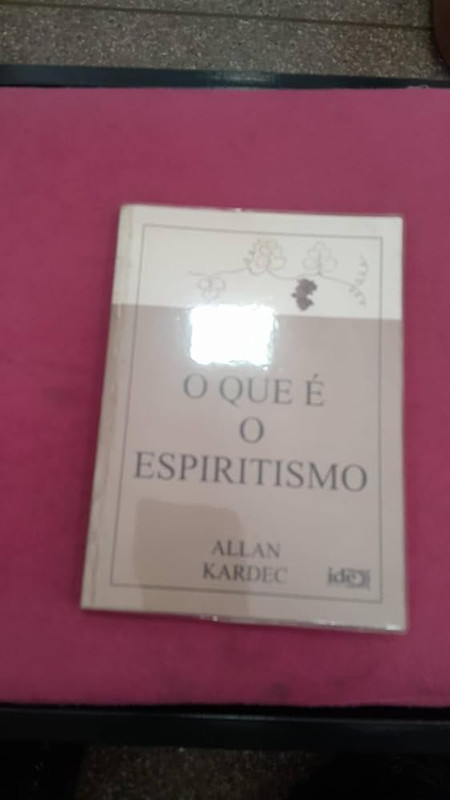 O QUE É
O
ESPIRITISMO
ALLAN
KARDEC
ide